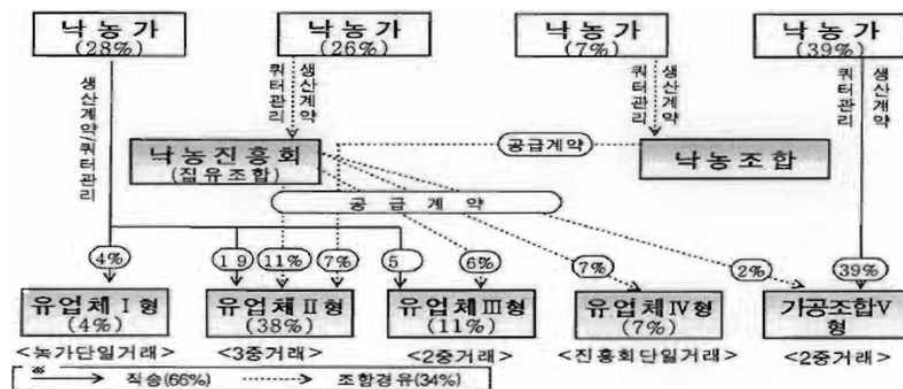 낙 농 가
(28%)
낙 농 가
(26%)
낙 농 가
(7%)
낙 농 가
(39%)
생산계약/쿼터관리
쿼터관리
생산계약
쿼터관리
생산계약
쿼터관리
생산계약
낙농진흥회
(집유조합)
공급계약
낙농조합
공 급 계 약
4%
19
11%
7%
5
6%
7%
2%
39%
유업체Ⅰ형
(4%)
유업체Ⅱ형
(38%)
유업체Ⅲ형
(11%)
유업체Ⅳ형
(7%)
가공조합Ⅴ
형
<농가단일거래>
<3중거래>
<2중거래>
<진흥회단일거래>
<2중거래>
※
직송(66%)
조합경유(34%)